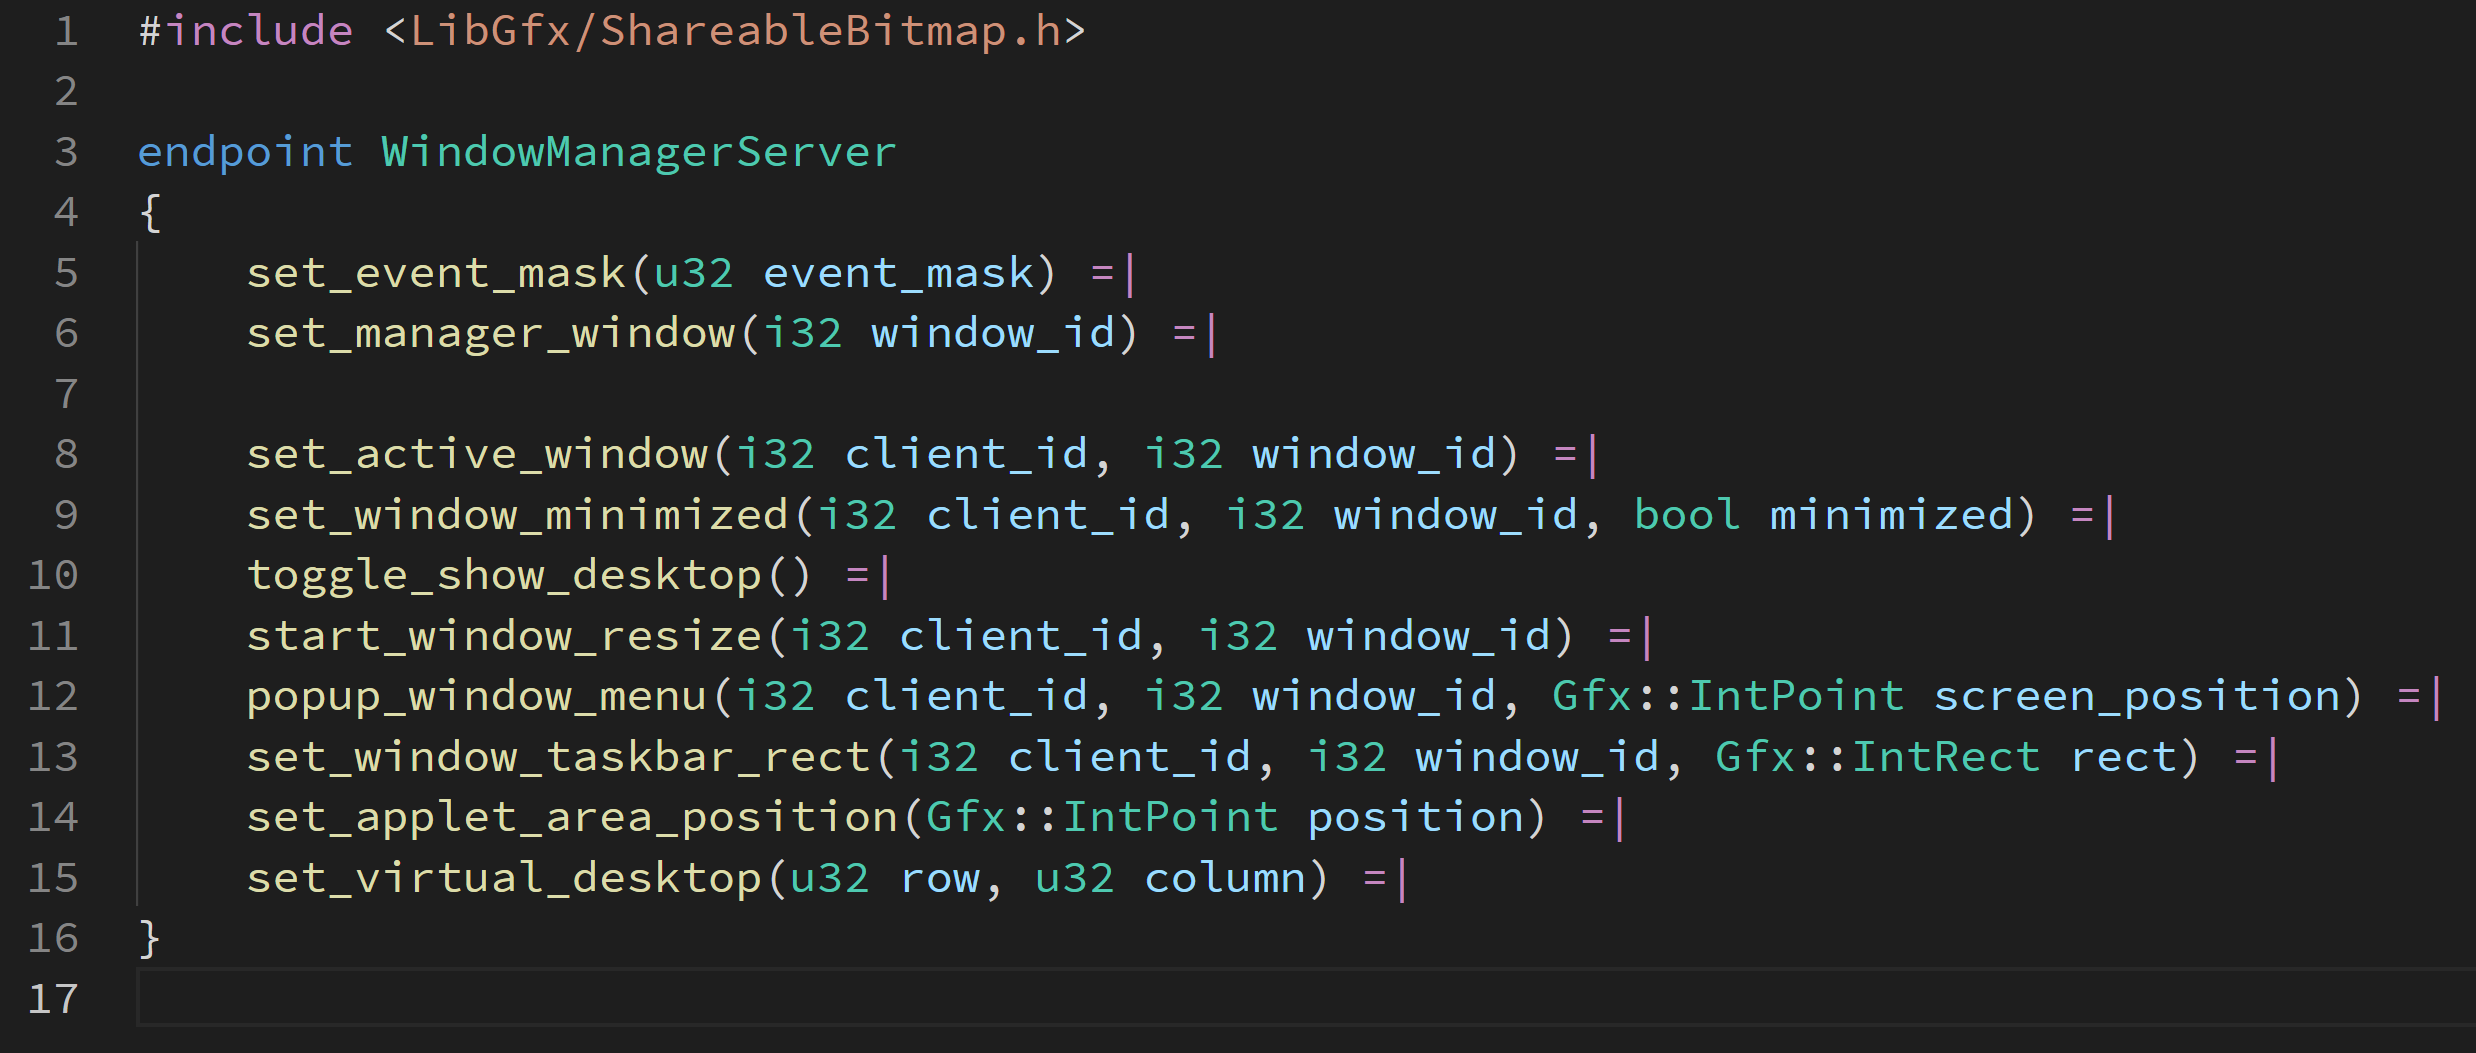 1 #include <LibGfx/ShareableBitmap.h>
2
3 endpoint WindowManagerServer
4 {
5     set_event_mask(u32 event_mask) =|
6     set_manager_window(i32 window_id) =|
7
8     set_active_window(i32 client_id, i32 window_id) =|
9     set_window_minimized(i32 client_id, i32 window_id, bool minimized) =|
10     toggle_show_desktop() =|
11     start_window_resize(i32 client_id, i32 window_id) =|
12     popup_window_menu(i32 client_id, i32 window_id, Gfx::IntPoint screen_position) =|
13     set_window_taskbar_rect(i32 client_id, i32 window_id, Gfx::IntRect rect) =|
14     set_applet_area_position(Gfx::IntPoint position) =|
15     set_virtual_desktop(u32 row, u32 column) =|
16 }
17